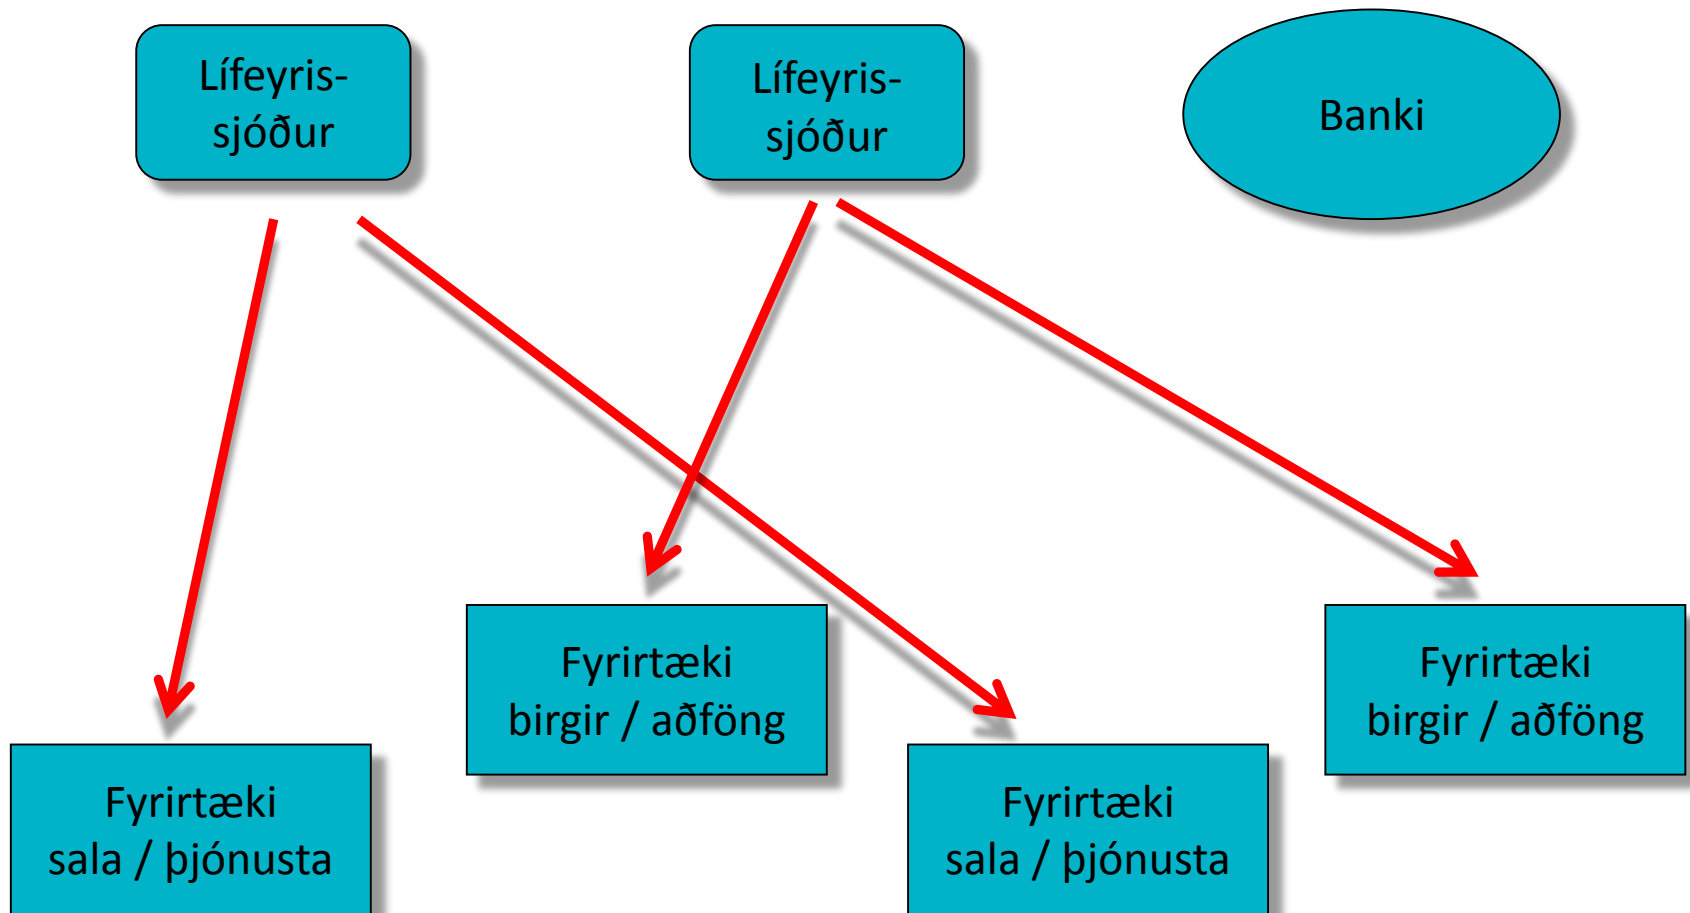 Lífeyris-
sjóður
Lífeyris-
sjóður
Banki
Fyrirtæki
birgir / aðföng
Fyrirtæki
birgir / aðföng
Fyrirtæki
sala / þjónusta
Fyrirtæki
sala / þjónusta